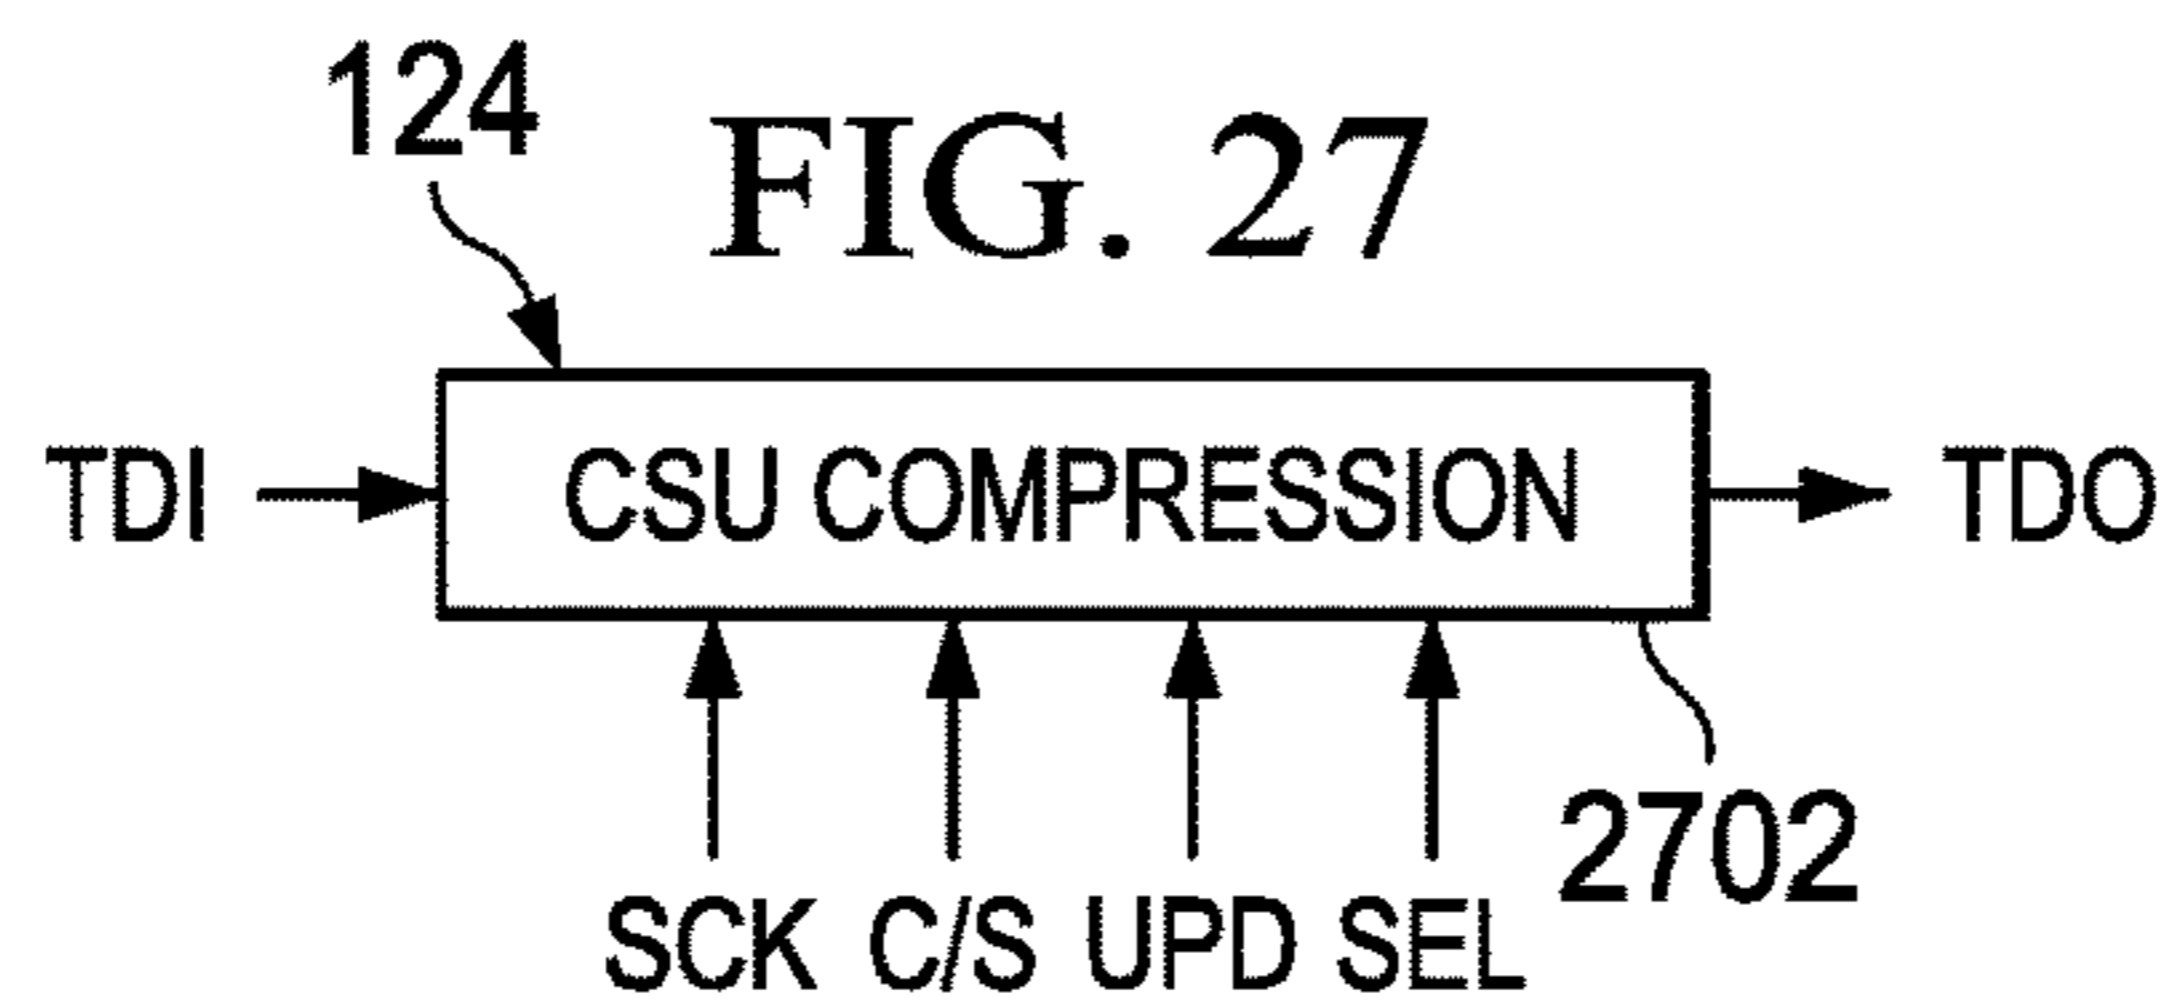 124
FIG. 27
TDI CSU COMPRESSION TDO
2702
SCK C/S UPD SEL